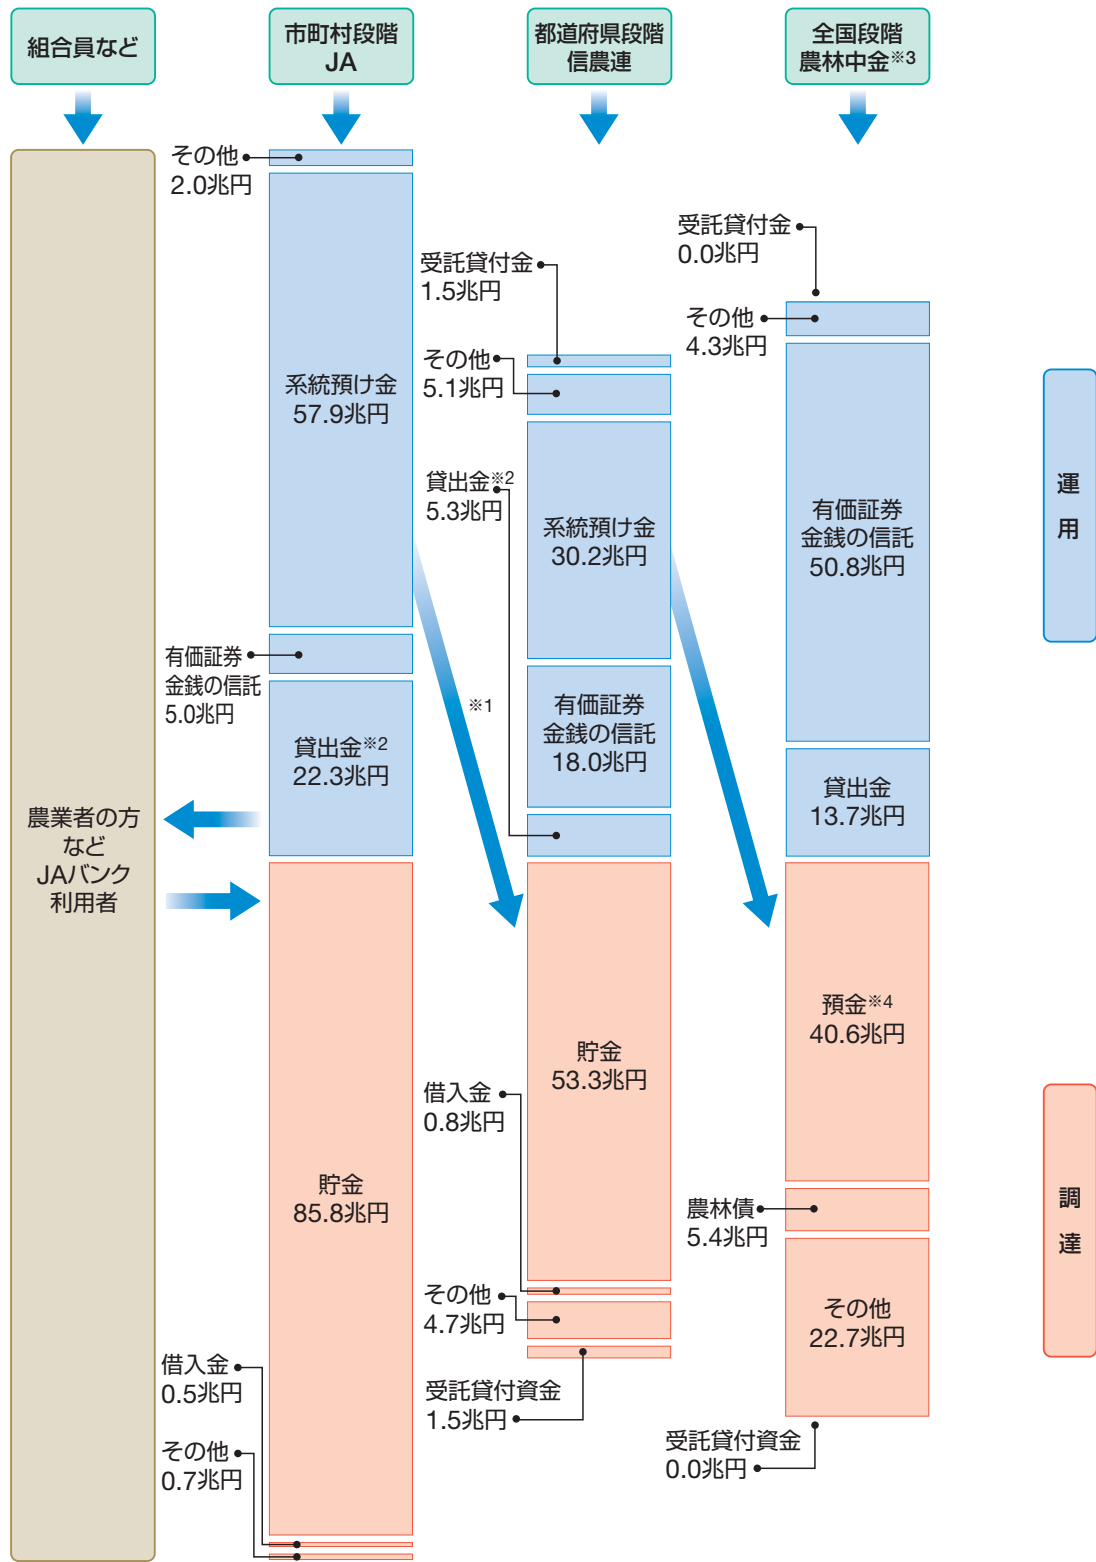 組合員など
市町村段階
JA
都道府県段階
信農連
全国段階
農林中金※3
農業者の方
など
JAバンク
利用者
その他
2.0兆円
系統預け金
57.9兆円
有価証券
金銭の信託
5.0兆円
貸出金※2
22.3兆円
貯金
85.8兆円
借入金
0.5兆円
その他
0.7兆円
※1
受託貸付金
1.5兆円
その他
5.1兆円
系統預け金
30.2兆円
貸出金※2
5.3兆円
有価証券
金銭の信託
18.0兆円
貯金
53.3兆円
借入金
0.8兆円
その他
4.7兆円
受託貸付資金
1.5兆円
受託貸付金
0.0兆円
その他
4.3兆円
有価証券
金銭の信託
50.8兆円
貸出金
13.7兆円
預金※4
40.6兆円
農林債
5.4兆円
その他
22.7兆円
受託貸付資金
0.0兆円
運用
調達